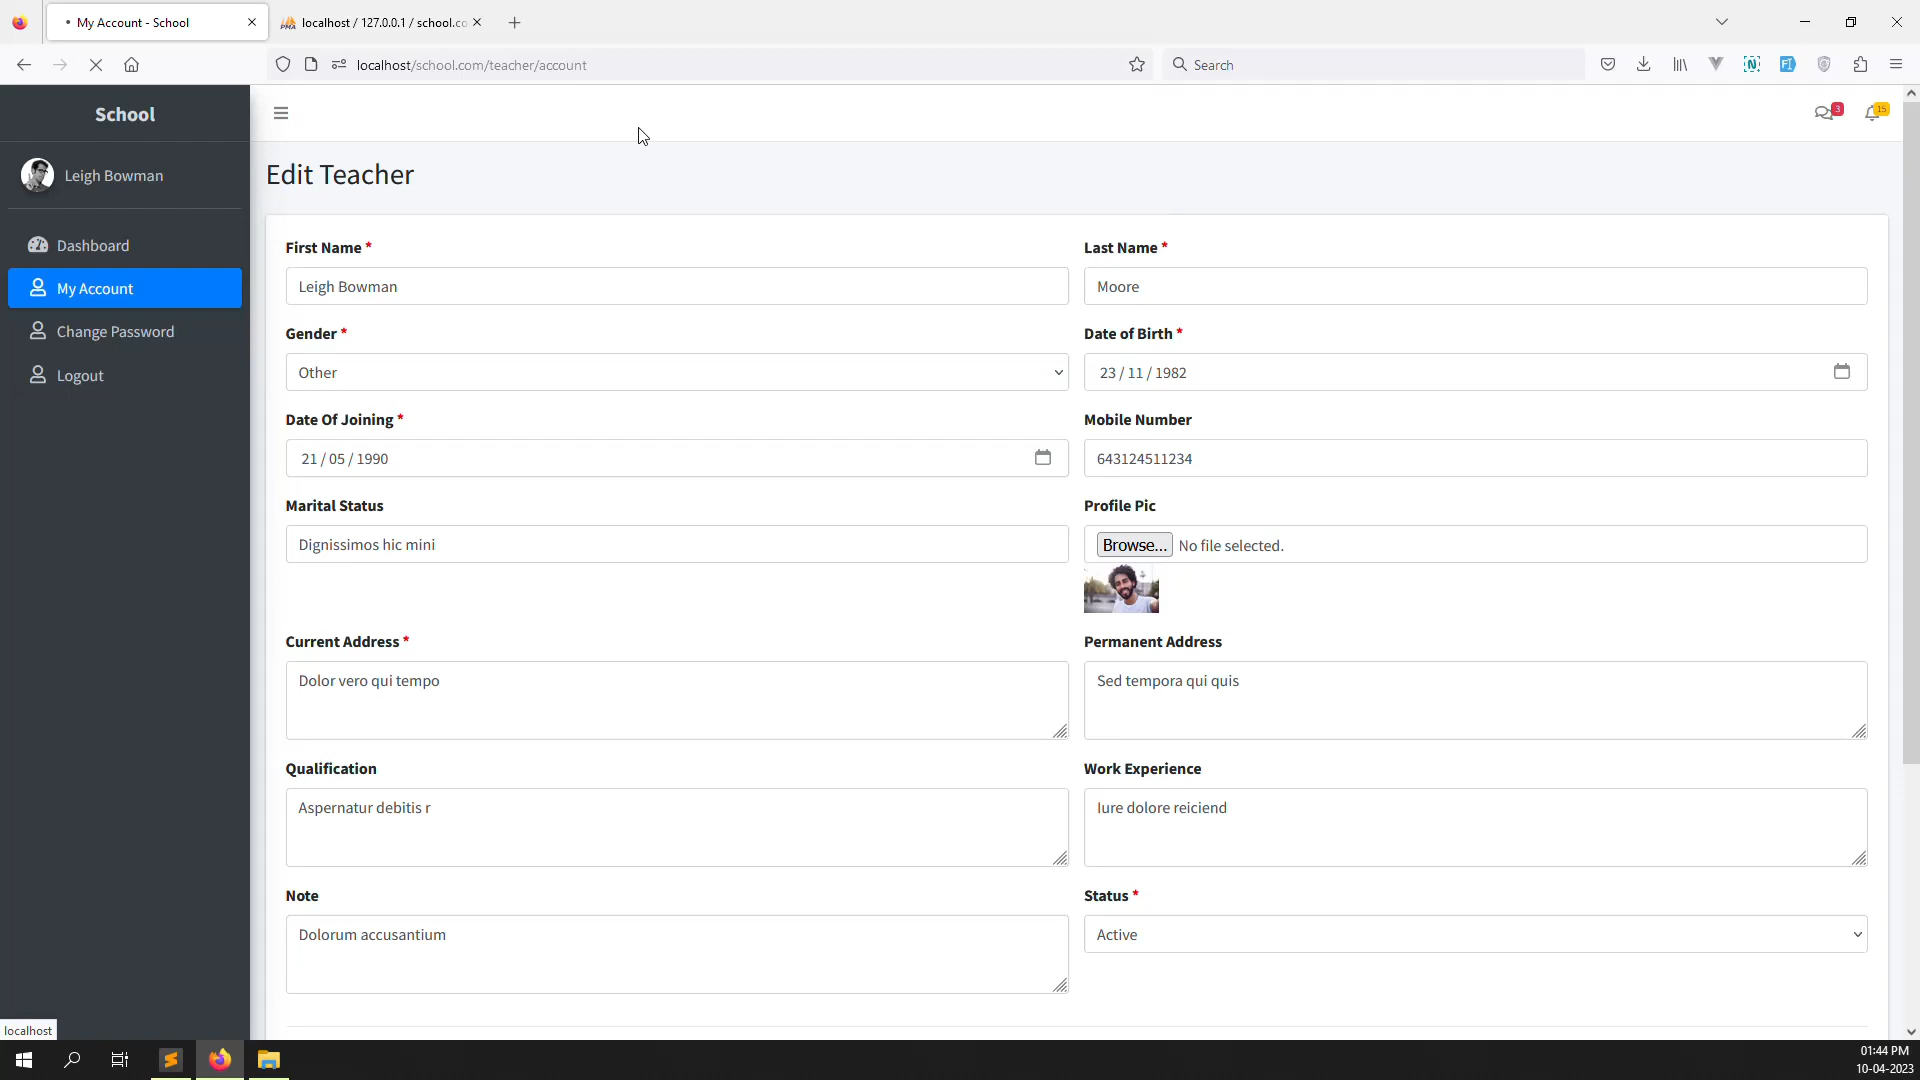 My Account - School
localhost / 127.0.0.1 / school.co
localhost/school.com/teacher/account
Search
School
3
15
Leigh Bowman
Edit Teacher
Dashboard
My Account
Change Password
Logout
First Name *
Last Name *
Leigh Bowman
Moore
Gender *
Date of Birth *
Other
23 / 11 / 1982
Date Of Joining *
Mobile Number
21 / 05 / 1990
643124511234
Marital Status
Profile Pic
Dignissimos hic mini
Browse... No file selected.
Current Address *
Permanent Address
Dolor vero qui tempo
Sed tempora qui quis
Qualification
Work Experience
Aspernatur debitis r
Iure dolore reiciend
Note
Status *
Dolorum accusantium
Active
localhost
01:44 PM
10-04-2023